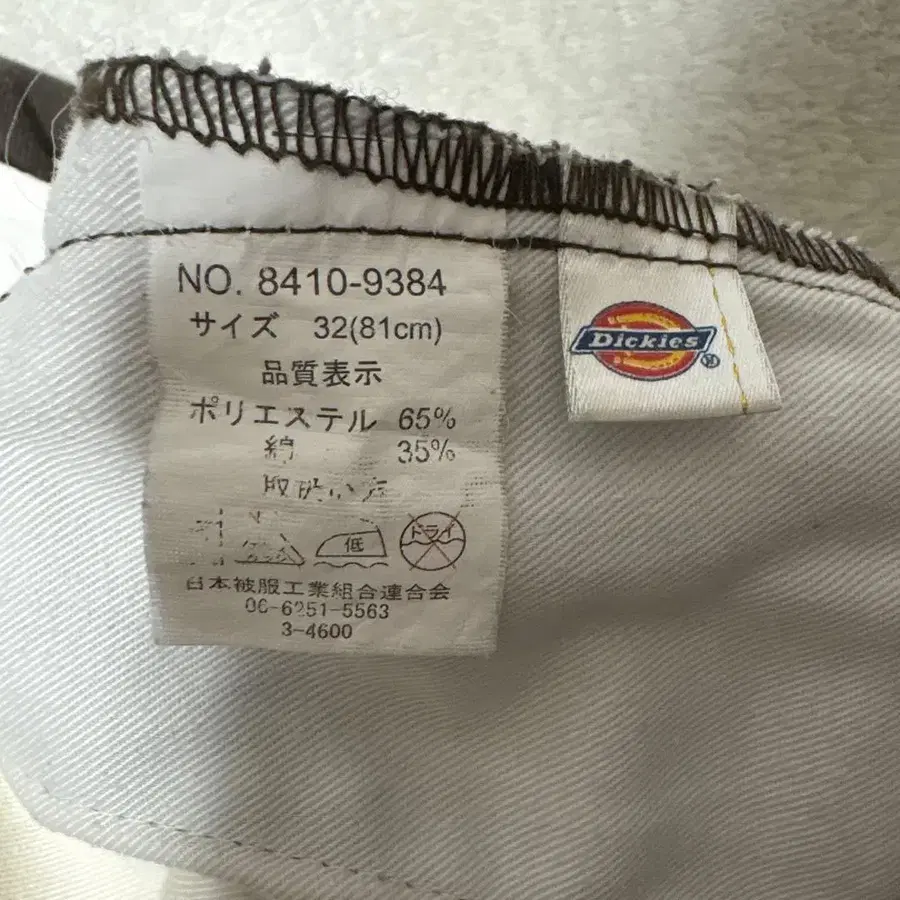 NO. 8410-9384
サイズ 32(81cm)
品質表示
ポリエステル 65%
綿 35%
低
ドライ
日本被服工業組合連合会
06-6251-5563
3-4600
Dickies